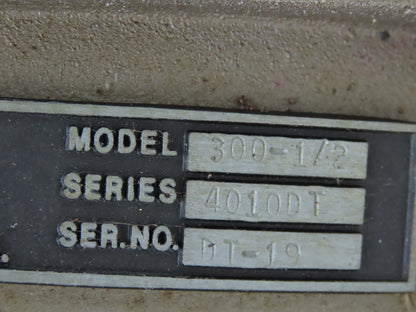 MODEL 300-1/2
SERIES 4010DT
SER.NO. DT-19